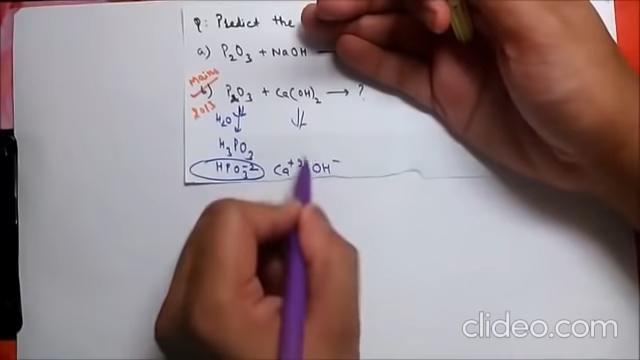 Q: Predict the
a) P₂O₃ + NaOH —
Mains 2013
b) P₂O₃ + Ca(OH)₂ ⟶ ?
H₂O
H₃PO₃
HPO₃⁻² Ca⁺² OH⁻
clideo.com